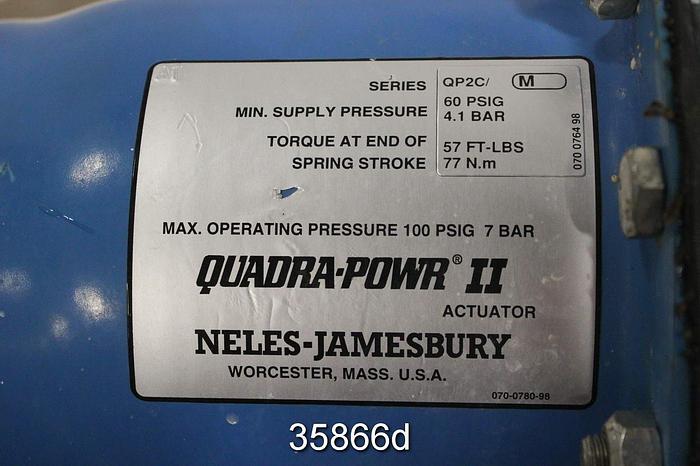 SERIES QP2C/ M
MIN. SUPPLY PRESSURE 60 PSIG
4.1 BAR
TORQUE AT END OF
SPRING STROKE 57 FT-LBS
77 N.m
070 0764 98
MAX. OPERATING PRESSURE 100 PSIG 7 BAR
QUADRA-POWR® II
ACTUATOR
NELES-JAMESBURY
WORCESTER, MASS. U.S.A.
070-0780-98
35866d